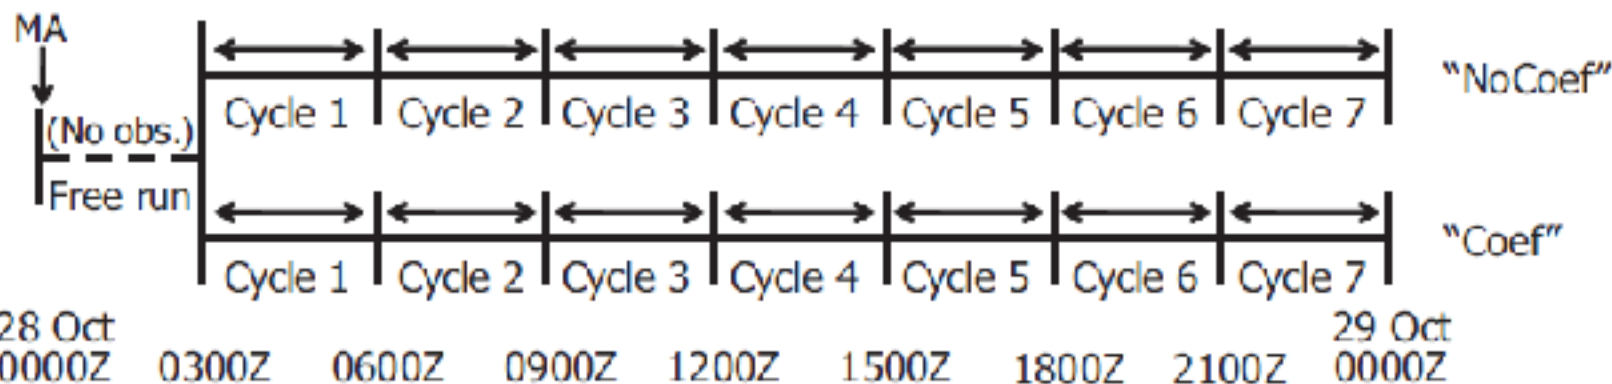 MA
"NoCoef"
Cycle 1 Cycle 2 Cycle 3 Cycle 4 Cycle 5 Cycle 6 Cycle 7
(No obs.)
Free run
"Coef"
Cycle 1 Cycle 2 Cycle 3 Cycle 4 Cycle 5 Cycle 6 Cycle 7
28 Oct 29 Oct
0000Z 0300Z 0600Z 0900Z 1200Z 1500Z 1800Z 2100Z 0000Z